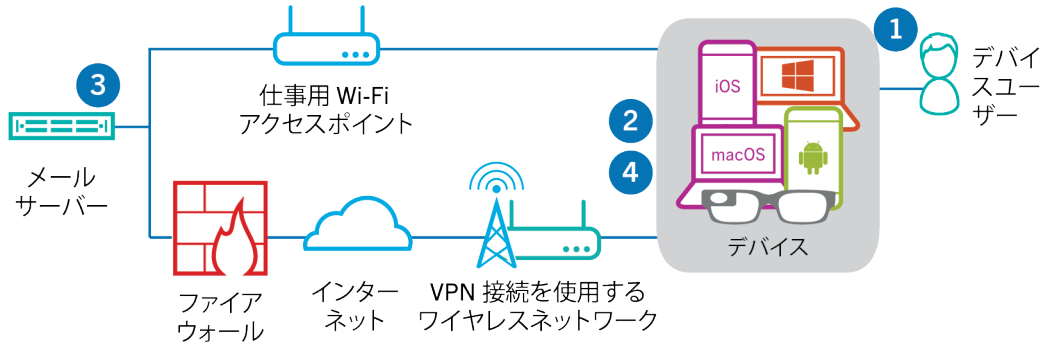 1
デバイ
スユー
ザー
3
仕事用 Wi-Fi
アクセスポイント
iOS
2
macOS
4
メール
サーバー
デバイス
ファイア
ウォール
インター
ネット
VPN 接続を使用する
ワイヤレスネットワーク